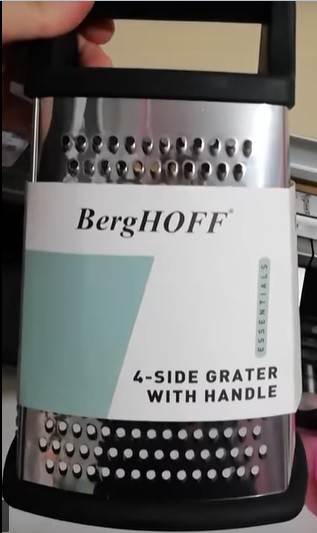 BergHOFF®
ESSENTIALS
4-SIDE GRATER
WITH HANDLE